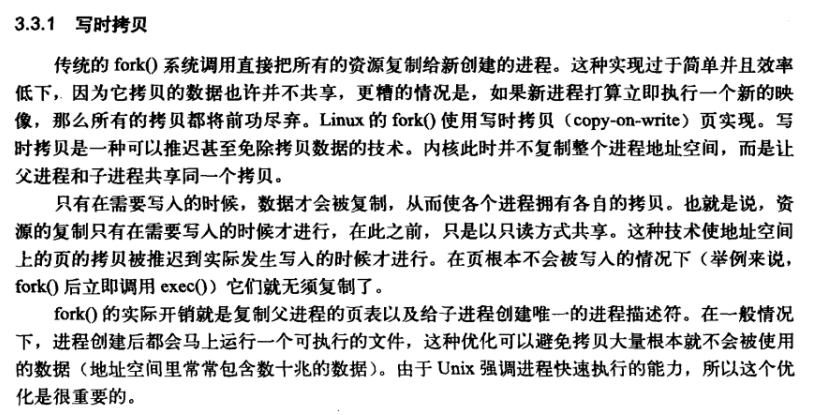 3.3.1 写时拷贝
传统的 fork() 系统调用直接把所有的资源复制给新创建的进程。这种实现过于简单并且效率
低下,因为它拷贝的数据也许并不共享,更糟的情况是,如果新进程打算立即执行一个新的映
像,那么所有的拷贝都将前功尽弃。Linux 的 fork() 使用写时拷贝(copy-on-write)页实现。写
时拷贝是一种可以推迟甚至免除拷贝数据的技术。内核此时并不复制整个进程地址空间,而是让
父进程和子进程共享同一个拷贝。
只有在需要写入的时候,数据才会被复制,从而使各个进程拥有各自的拷贝。也就是说,资
源的复制只有在需要写入的时候才进行,在此之前,只是以只读方式共享。这种技术使地址空间
上的页的拷贝被推迟到实际发生写入的时候才进行。在页根本不会被写入的情况下(举例来说,
fork() 后立即调用 exec())它们就无须复制了。
fork() 的实际开销就是复制父进程的页表以及给子进程创建唯一的进程描述符。在一般情况
下,进程创建后都会马上运行一个可执行的文件,这种优化可以避免拷贝大量根本就不会被使用
的数据(地址空间里常常包含数十兆的数据)。由于 Unix 强调进程快速执行的能力,所以这个优
化是很重要的。